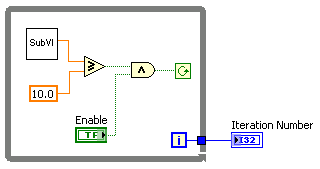 SubVI
10.0
Enable
TF
i
Iteration Number
I32